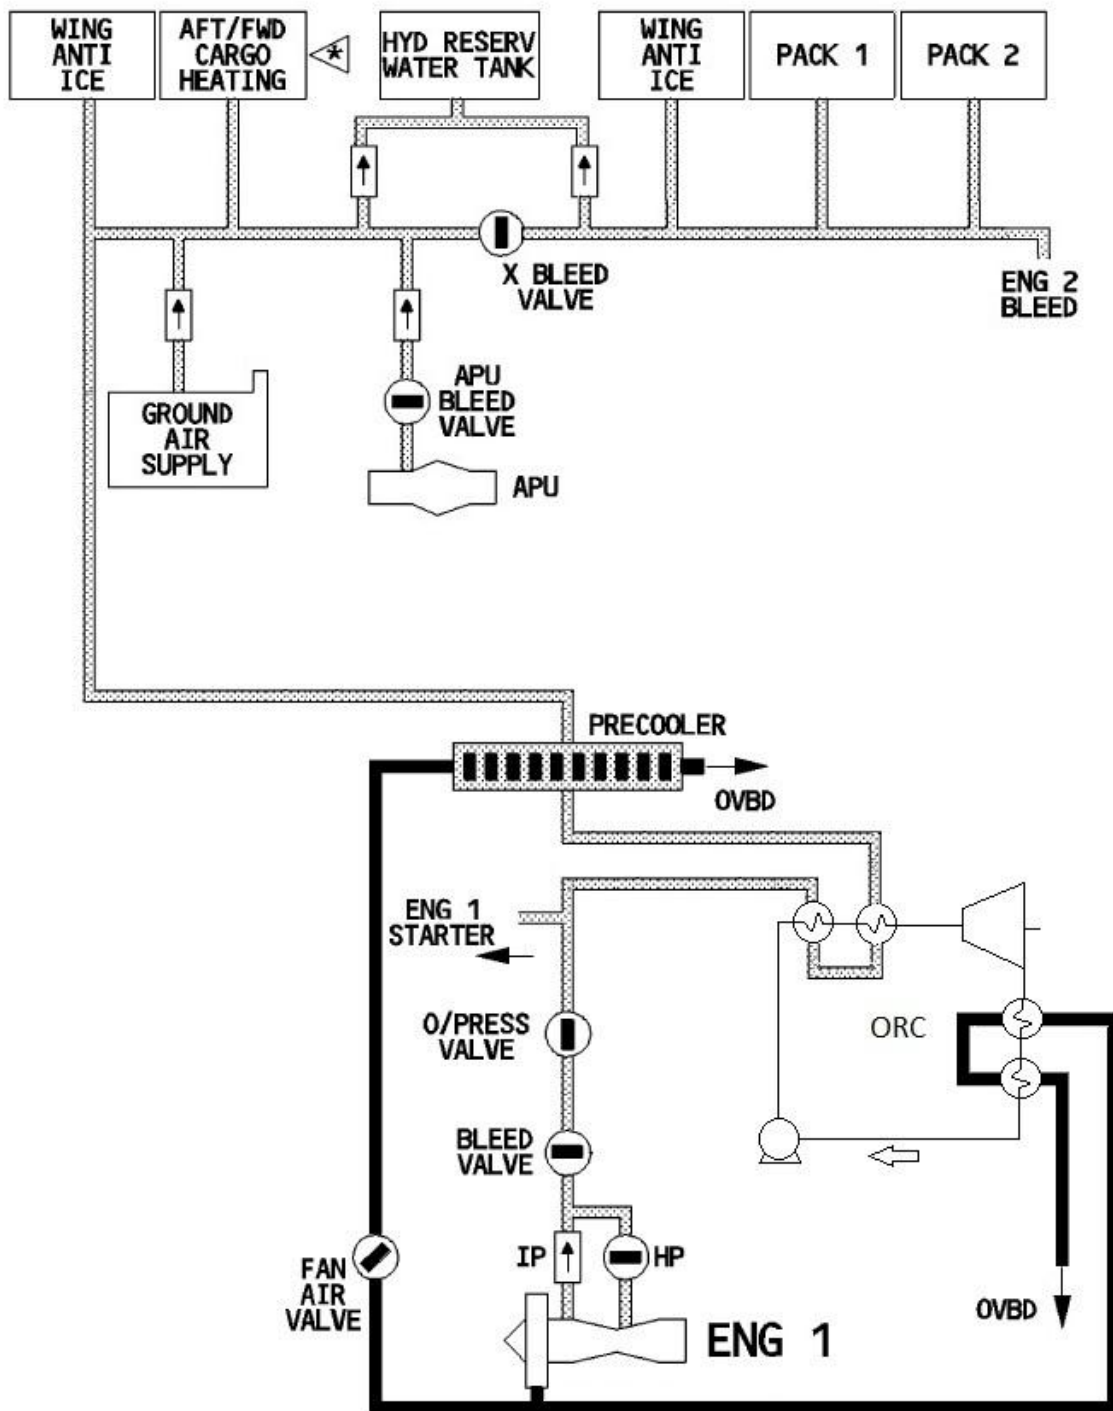 WING
ANTI
ICE
AFT/FWD
CARGO
HEATING
*
HYD RESERV
WATER TANK
WING
ANTI
ICE
PACK 1
PACK 2
X BLEED
VALVE
ENG 2
BLEED
GROUND
AIR
SUPPLY
APU
BLEED
VALVE
APU
PRECOOLER
OVBD
ENG 1
STARTER
O/PRESS
VALVE
ORC
BLEED
VALVE
IP
HP
FAN
AIR
VALVE
OVBD
ENG 1